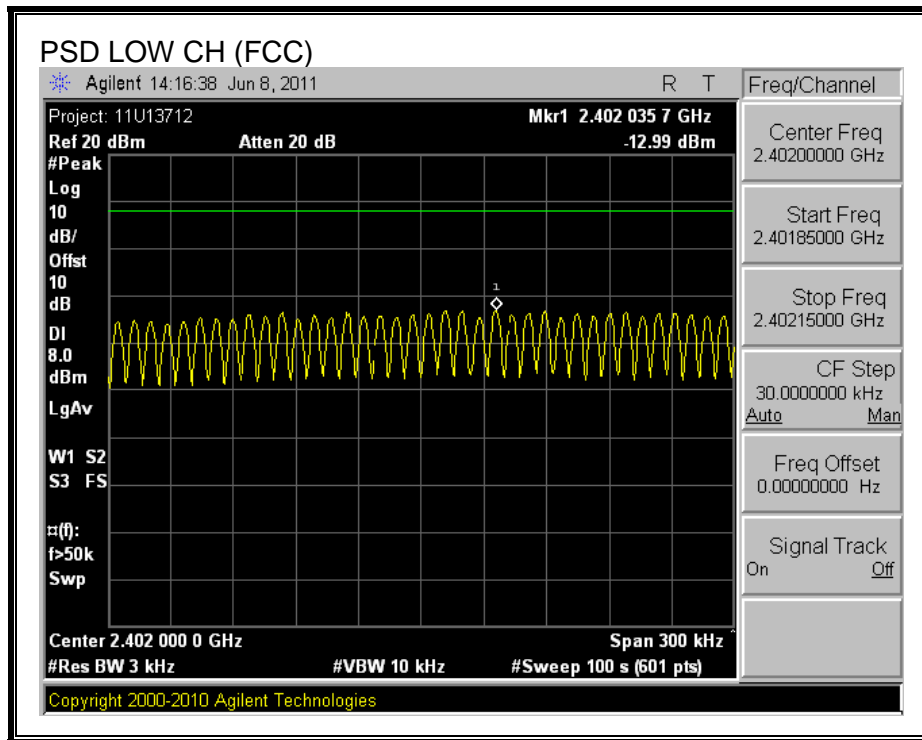 PSD LOW CH (FCC)
Agilent 14:16:38 Jun 8, 2011 R T
Project: 11U13712 Mkr1 2.402 035 7 GHz
Ref 20 dBm Atten 20 dB -12.99 dBm
#Peak
Log
10
dB/
Offst
10
dB
DI
8.0
dBm
LgAv
W1 S2
S3 FS
¤(f):
f>50k
Swp
1
Center 2.402 000 0 GHz Span 300 kHz
#Res BW 3 kHz #VBW 10 kHz #Sweep 100 s (601 pts)
Copyright 2000-2010 Agilent Technologies
Freq/Channel
Center Freq
2.40200000 GHz
Start Freq
2.40185000 GHz
Stop Freq
2.40215000 GHz
CF Step
30.0000000 kHz
Auto Man
Freq Offset
0.00000000 Hz
Signal Track
On Off